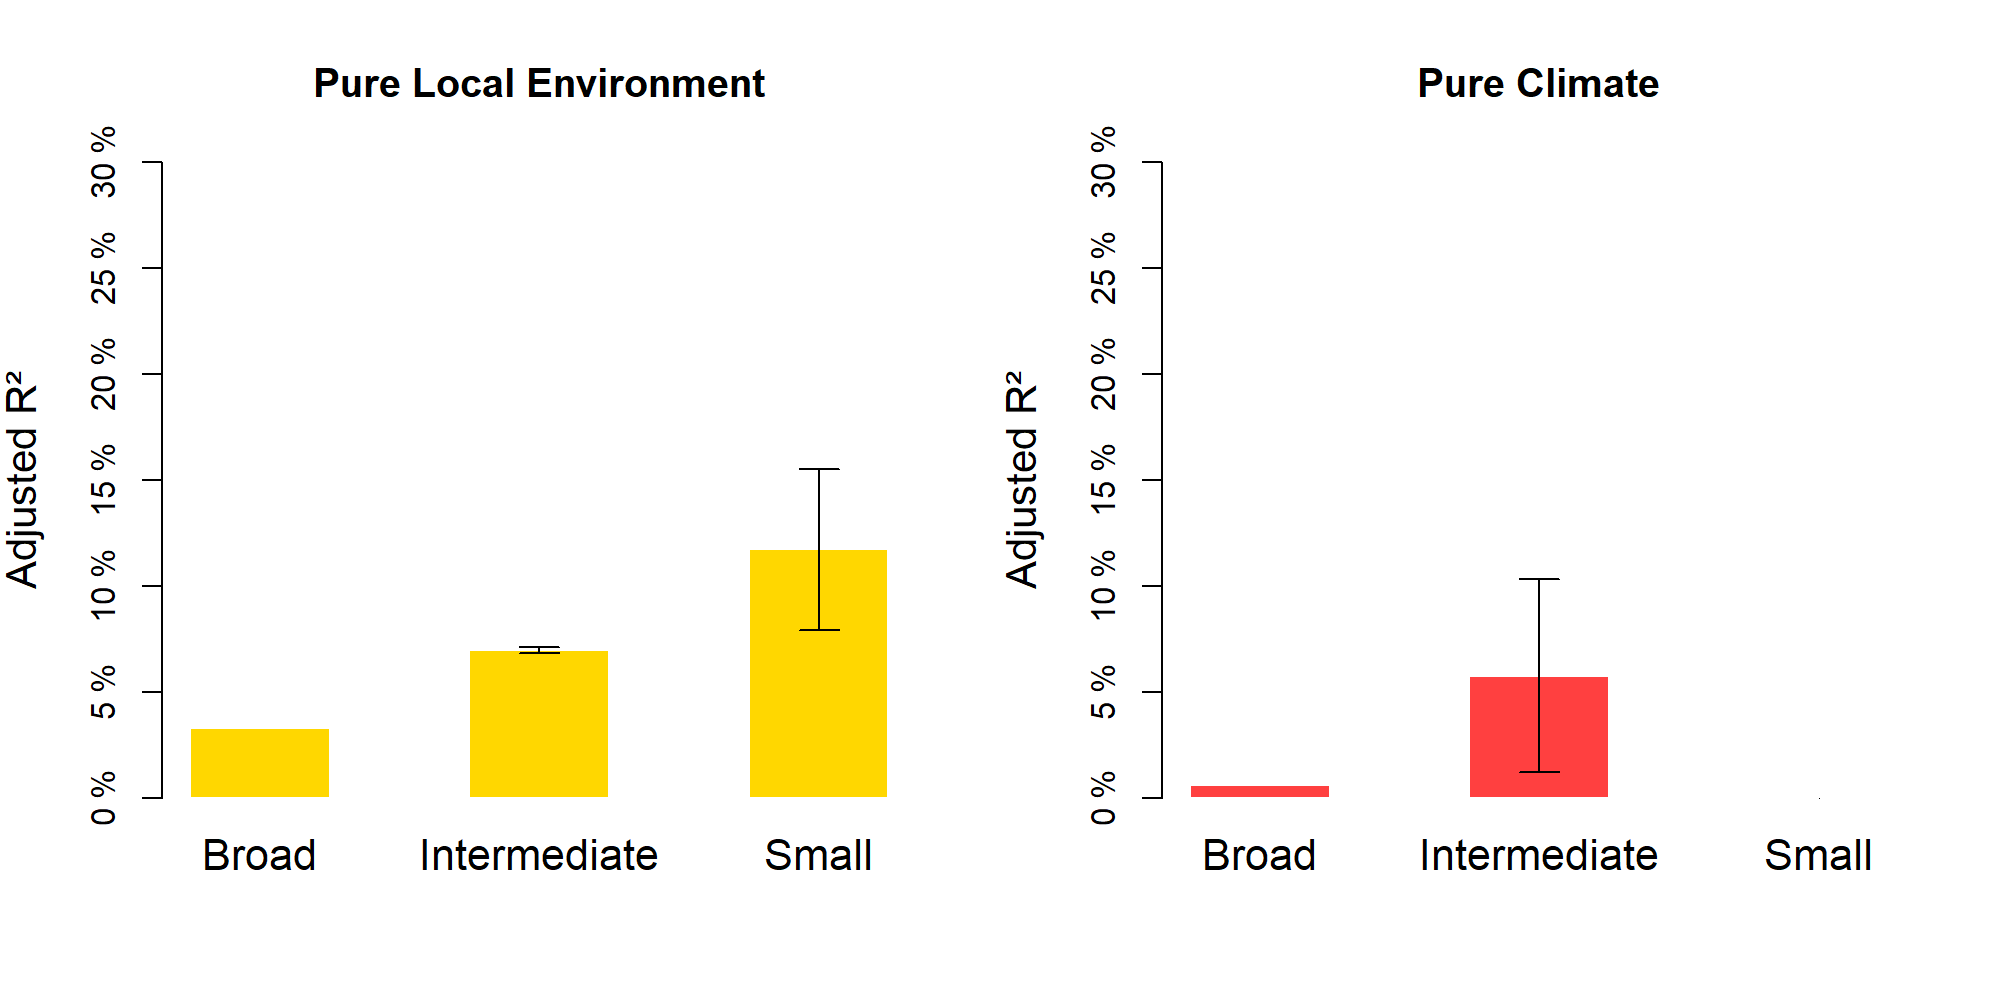 Pure Local Environment
Adjusted R²
30 %
25 %
20 %
15 %
10 %
5 %
0 %
Broad
Intermediate
Small
Pure Climate
Adjusted R²
30 %
25 %
20 %
15 %
10 %
5 %
0 %
Broad
Intermediate
Small